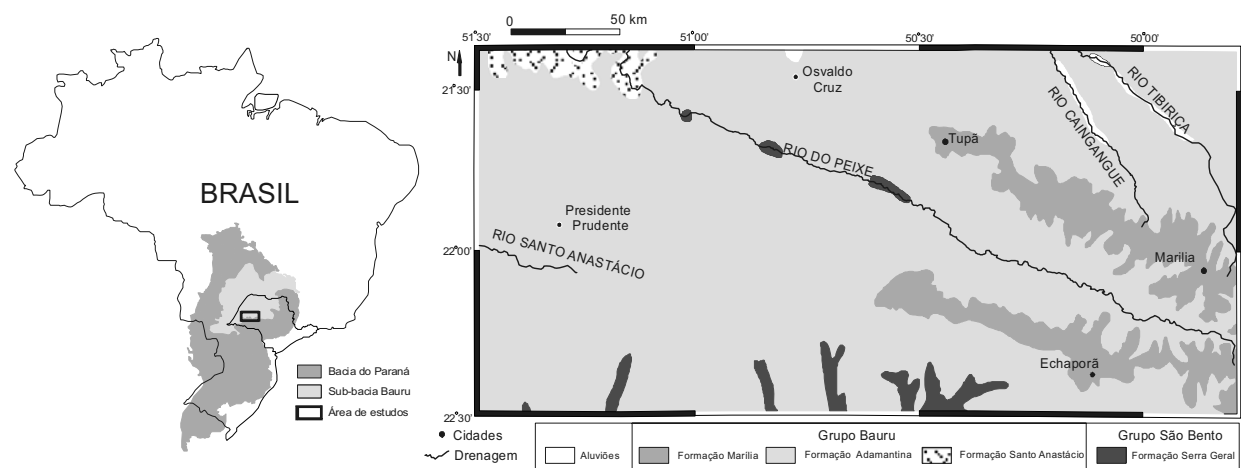 BRASIL
Bacia do Paraná
Sub-bacia Bauru
Área de estudos
0 50 km
51°30' 51°00' 50°30' 50°00'
N
21°30'
22°00'
22°30'
Osvaldo
Cruz
RIO TIBIRICA
RIO CAINGANGUE
Tupã
RIO DO PEIXE
Presidente
Prudente
RIO SANTO ANASTÁCIO
Marilia
Echaporã
Cidades
Drenagem
Aluviões
Grupo Bauru
Formação Marília
Formação Adamantina
Formação Santo Anastácio
Grupo São Bento
Formação Serra Geral